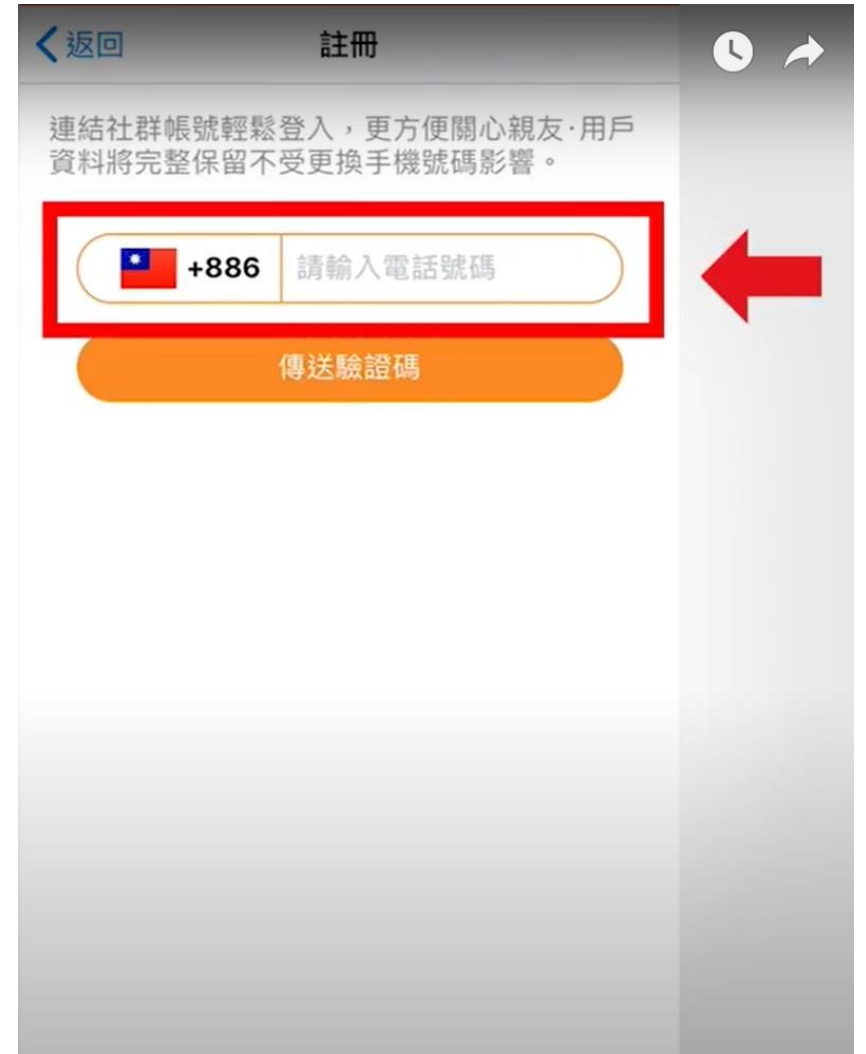 返回
註冊
連結社群帳號輕鬆登入，更方便關心親友·用戶
資料將完整保留不受更換手機號碼影響。
+886
請輸入電話號碼
傳送驗證碼